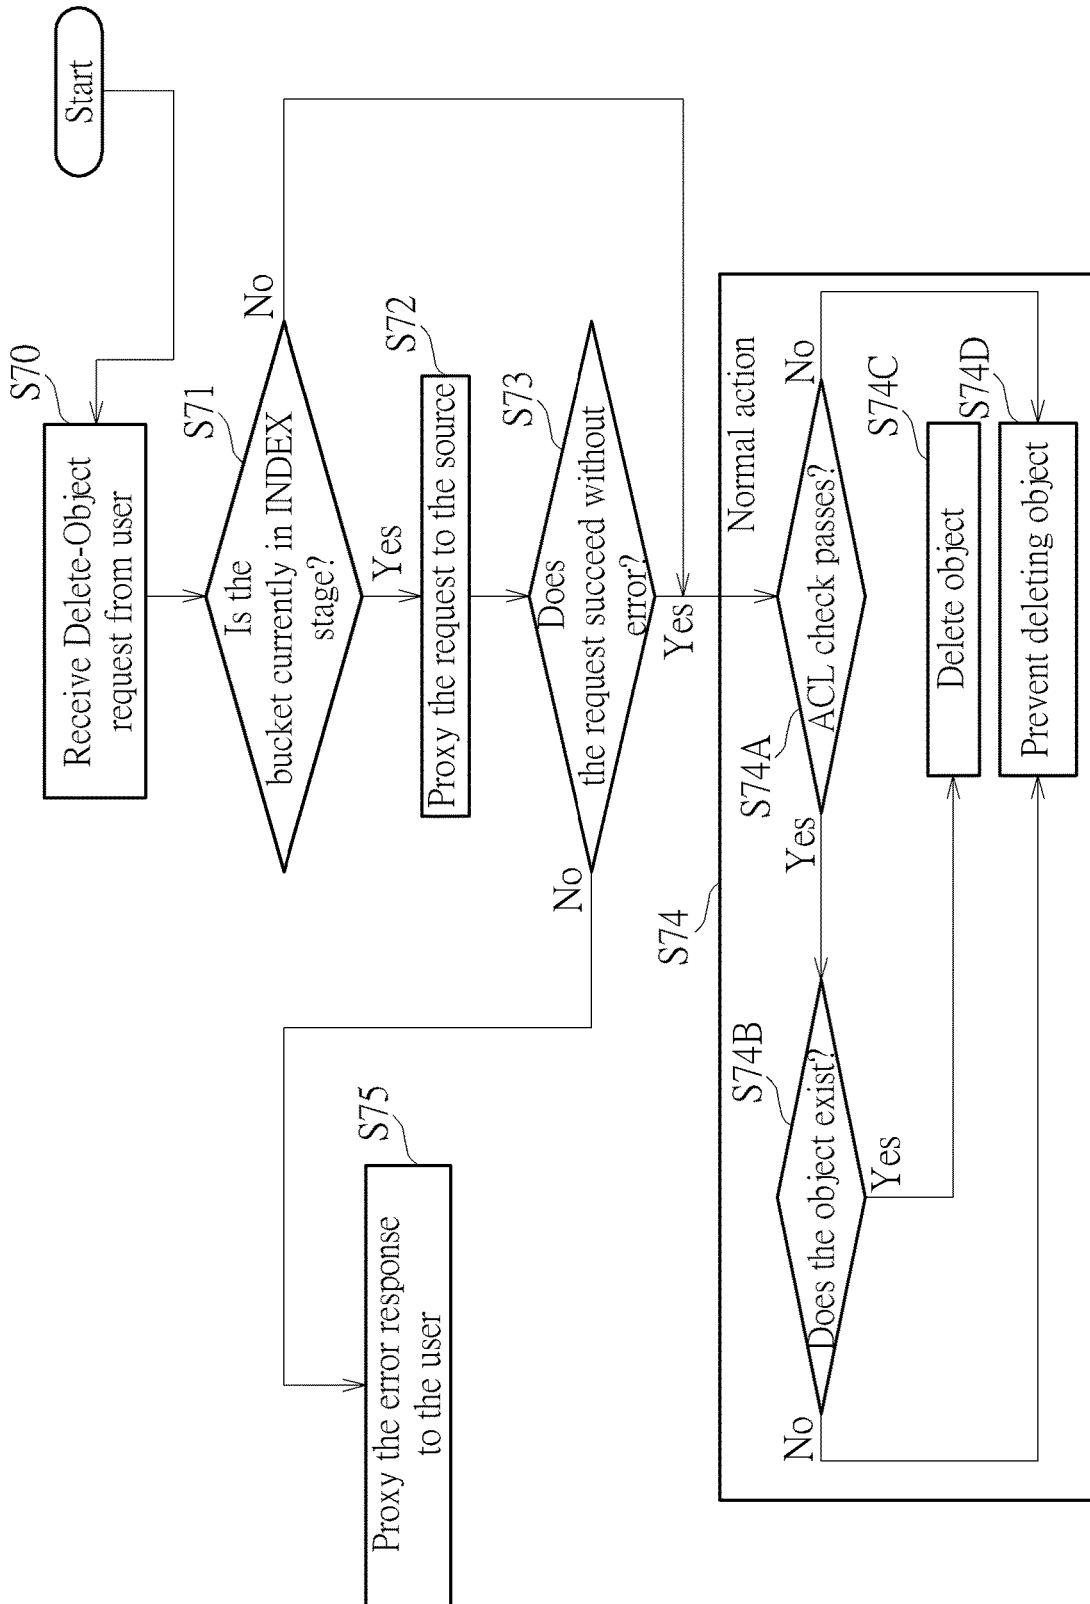 Start
S70
Receive Delete-Object
request from user
S71
Is the
bucket currently in INDEX
stage?
No
Yes
S72
Proxy the request to the source
S73
Does
the request succeed without
error?
No
Yes
S75
Proxy the error response
to the user
S74
Normal action
S74A
ACL check passes?
No
Yes
S74B
Does the object exist?
No
Yes
S74C
Delete object
S74D
Prevent deleting object